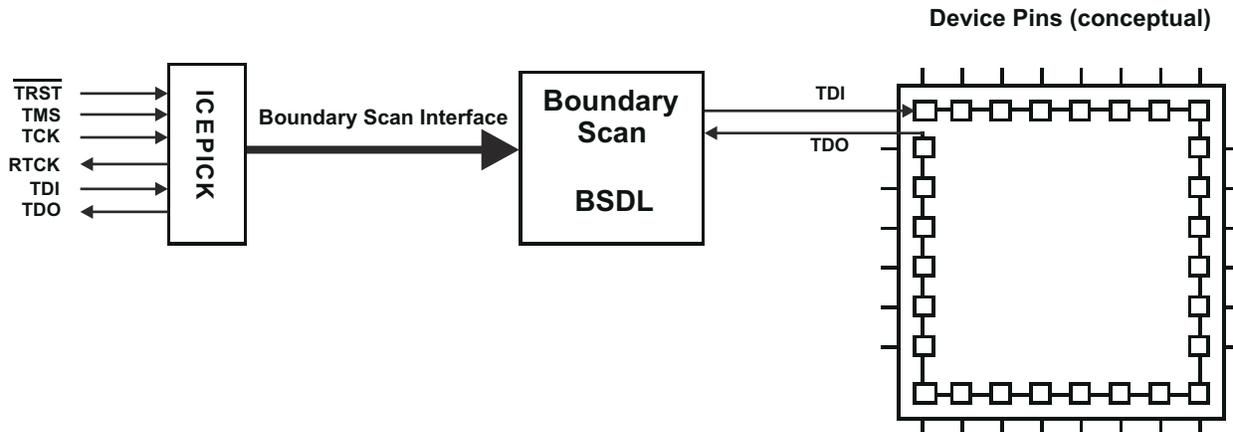 Device Pins (conceptual)
TRST
TMS
TCK
RTCK
TDI
TDO
ICEPICK
Boundary Scan Interface
Boundary
Scan
BSDL
TDI
TDO